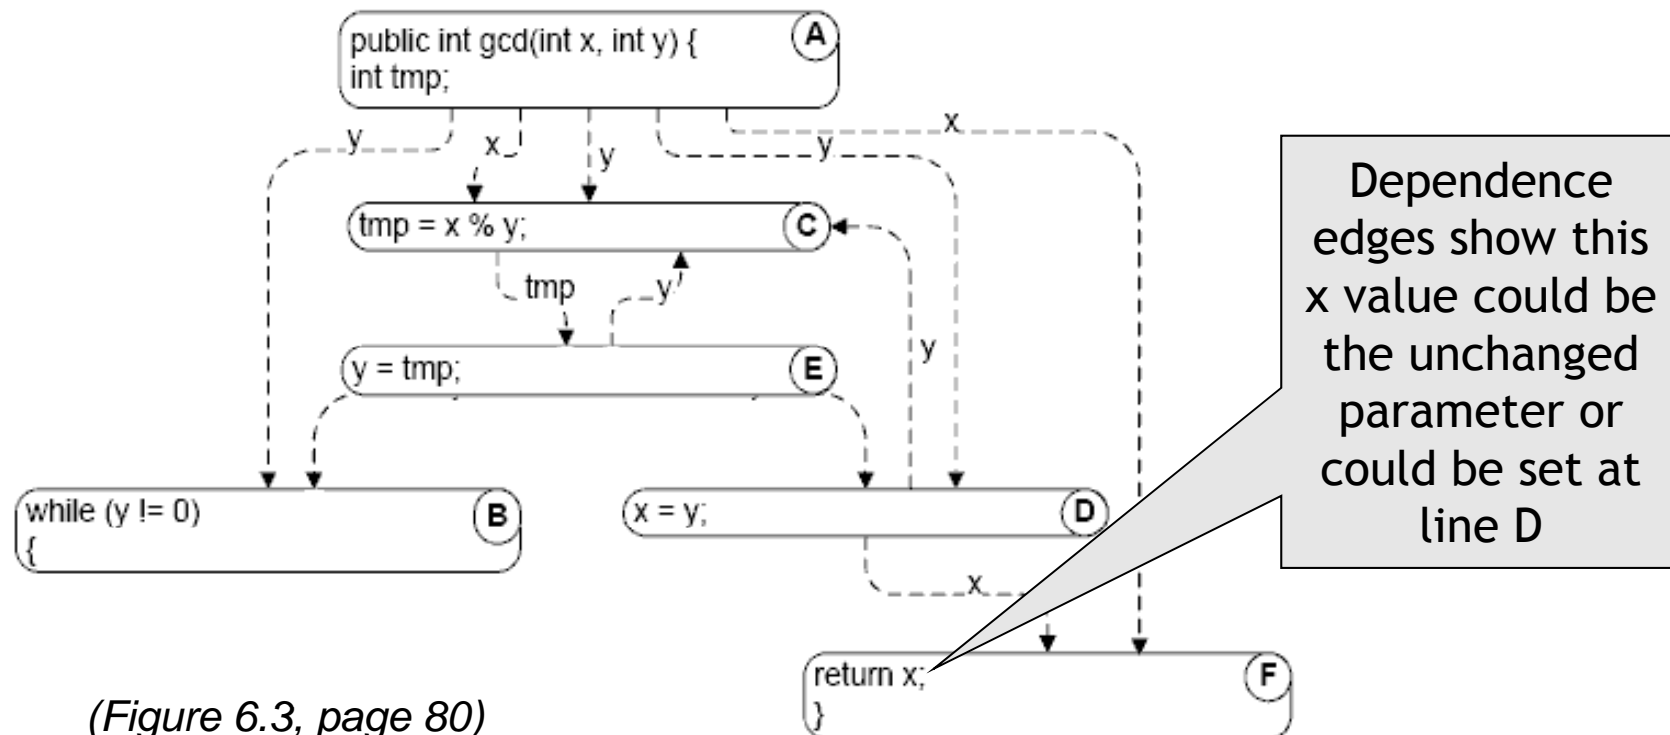 public int gcd(int x, int y) {
int tmp;
A
x
y
x
y
y
tmp = x % y;
C
tmp
y
y
y = tmp;
E
while (y != 0)
{
B
x = y;
D
x
return x;
}
F
Dependence
edges show this
x value could be
the unchanged
parameter or
could be set at
line D
(Figure 6.3, page 80)